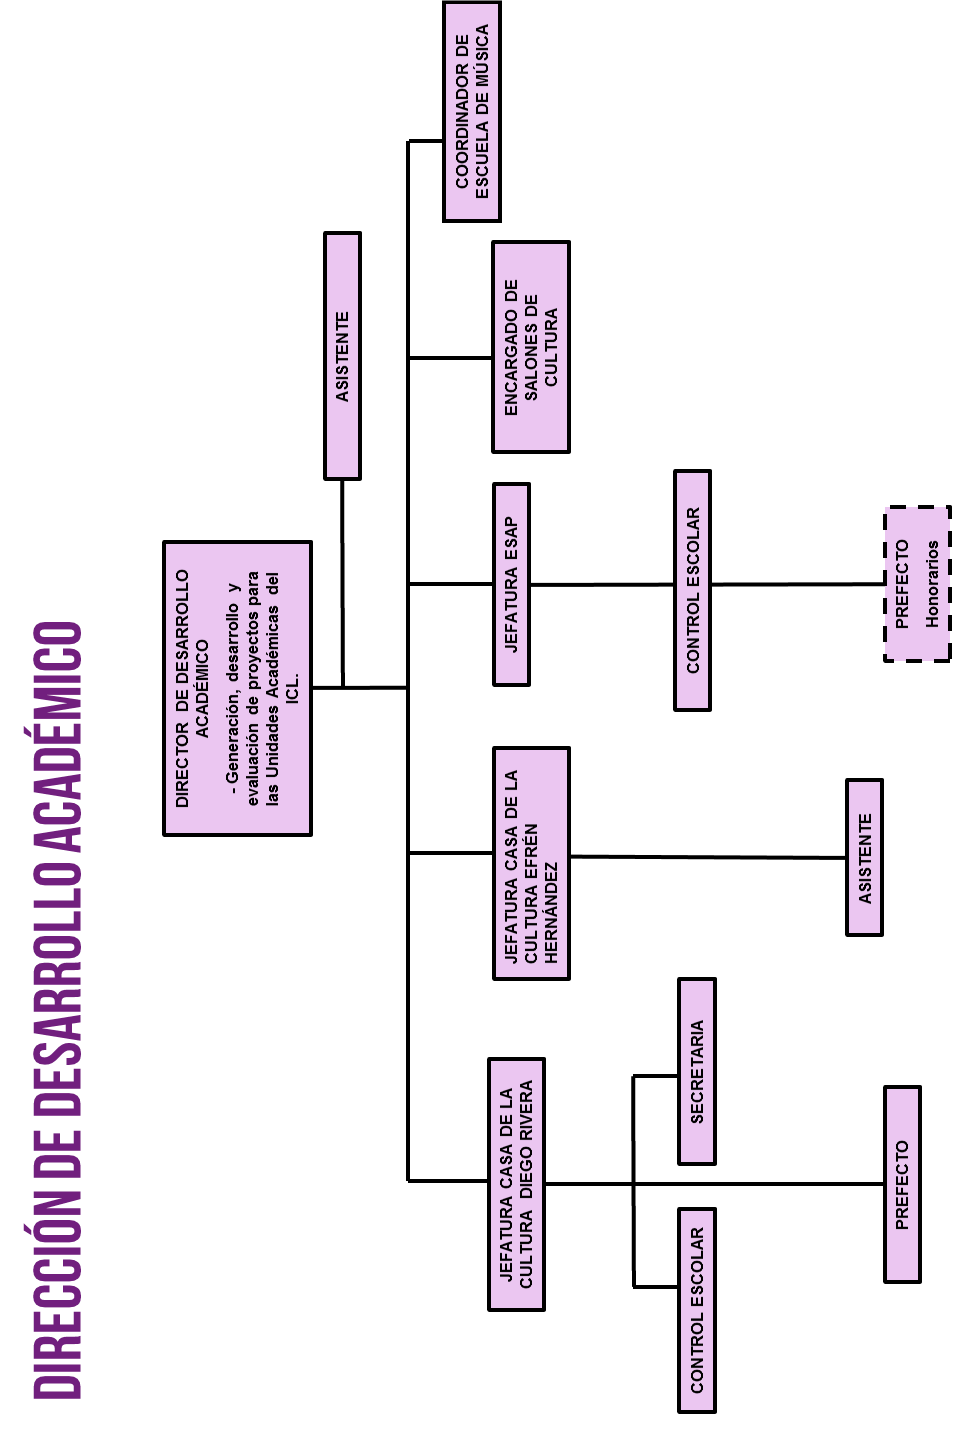 DIRECCIÓN DE DESARROLLO ACADÉMICO
DIRECTOR DE DESARROLLO
ACADÉMICO
- Generación, desarrollo y
evaluación de proyectos para
las Unidades Académicas del
ICL.
ASISTENTE
JEFATURA CASA DE LA
CULTURA DIEGO RIVERA
JEFATURA CASA DE LA
CULTURA EFRÉN
HERNÁNDEZ
JEFATURA ESAP
ENCARGADO DE
SALONES DE
CULTURA
COORDINADOR DE
ESCUELA DE MÚSICA
CONTROL ESCOLAR
SECRETARIA
CONTROL ESCOLAR
PREFECTO
ASISTENTE
PREFECTO
Honorarios